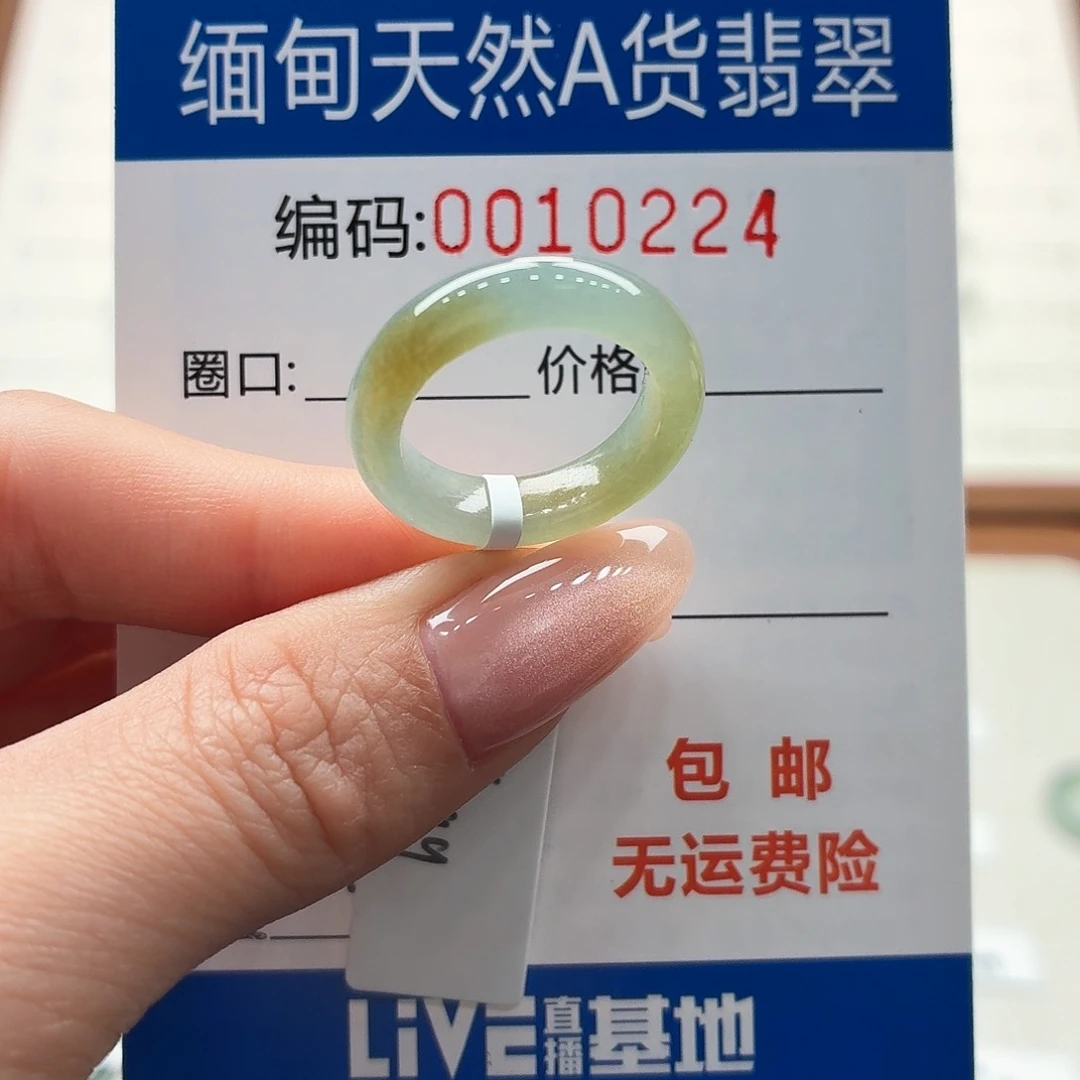 缅甸天然A货翡翠
编码:0010224
圈口: 价格
包邮
无运费险
LiVE直播基地